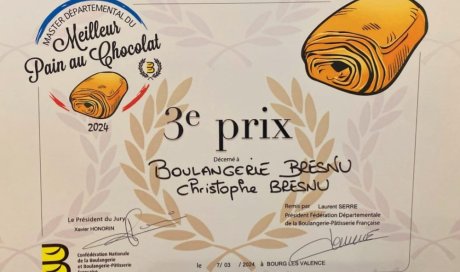 MASTER DÉPARTEMENTAL DU
Meilleur
Pain au Chocolat
3
2024
3e prix
Décerné à
BOULANGERIE BRESNU
Christophe BRESNU
Le Président du Jury
Xavier HONORIN
Remis par : Laurent SERRE
Président Fédération Départementale
de la Boulangerie-Pâtisserie Française
Confédération Nationale
de la Boulangerie
et Boulangerie-Pâtisserie
Française
le 7/ 03 / 2024 à BOURG LES VALENCE